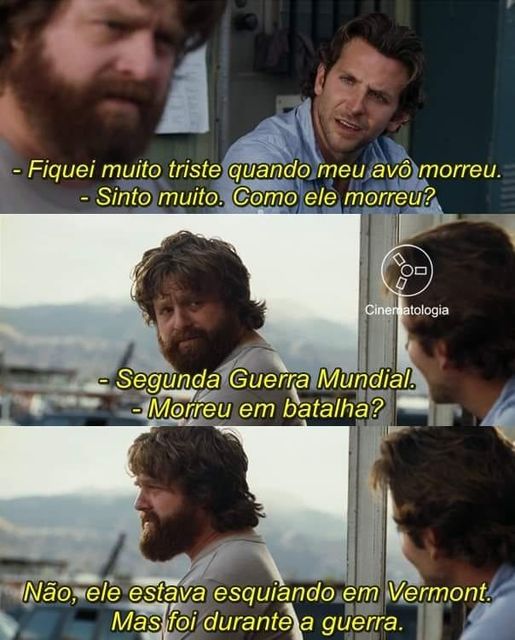 - Fiquei muito triste quando meu avô morreu.
- Sinto muito. Como ele morreu?
Cinematologia
- Segunda Guerra Mundial.
- Morreu em batalha?
Não, ele estava esquiando em Vermont.
Mas foi durante a guerra.